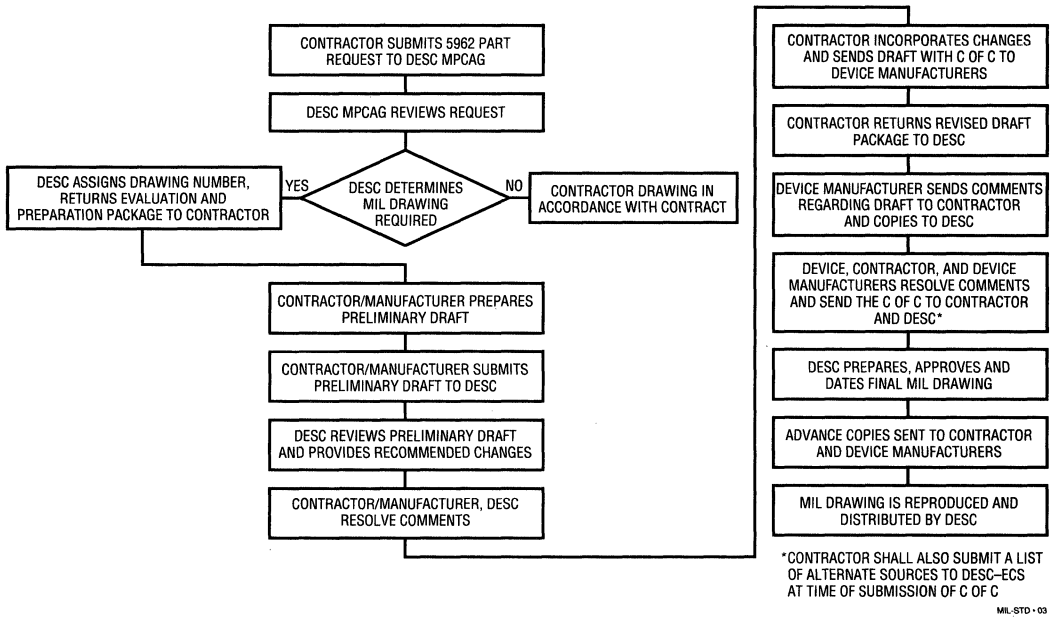 CONTRACTOR SUBMITS 5962 PART
REQUEST TO DESC MPCAG
DESC MPCAG REVIEWS REQUEST
DESC DETERMINES
MIL DRAWING
REQUIRED
YES
NO
DESC ASSIGNS DRAWING NUMBER,
RETURNS EVALUATION AND
PREPARATION PACKAGE TO CONTRACTOR
CONTRACTOR DRAWING IN
ACCORDANCE WITH CONTRACT
CONTRACTOR/MANUFACTURER PREPARES
PRELIMINARY DRAFT
CONTRACTOR/MANUFACTURER SUBMITS
PRELIMINARY DRAFT TO DESC
DESC REVIEWS PRELIMINARY DRAFT
AND PROVIDES RECOMMENDED CHANGES
CONTRACTOR/MANUFACTURER, DESC
RESOLVE COMMENTS
CONTRACTOR INCORPORATES CHANGES
AND SENDS DRAFT WITH C OF C TO
DEVICE MANUFACTURERS
CONTRACTOR RETURNS REVISED DRAFT
PACKAGE TO DESC
DEVICE MANUFACTURER SENDS COMMENTS
REGARDING DRAFT TO CONTRACTOR
AND COPIES TO DESC
DEVICE, CONTRACTOR, AND DEVICE
MANUFACTURERS RESOLVE COMMENTS
AND SEND THE C OF C TO CONTRACTOR
AND DESC*
DESC PREPARES, APPROVES AND
DATES FINAL MIL DRAWING
ADVANCE COPIES SENT TO CONTRACTOR
AND DEVICE MANUFACTURERS
MIL DRAWING IS REPRODUCED AND
DISTRIBUTED BY DESC
*CONTRACTOR SHALL ALSO SUBMIT A LIST
OF ALTERNATE SOURCES TO DESC–ECS
AT TIME OF SUBMISSION OF C OF C
MIL-STD • 03